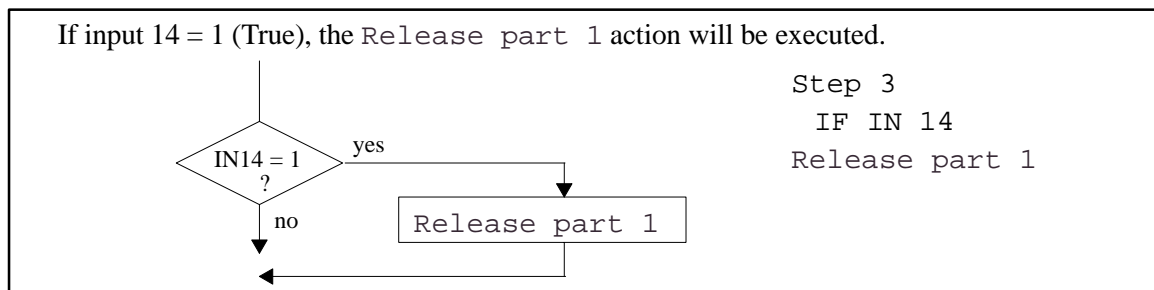 If input 14 = 1 (True), the Release part 1 action will be executed.
Step 3
IF IN 14
Release part 1
IN14 = 1
?
yes
no
Release part 1